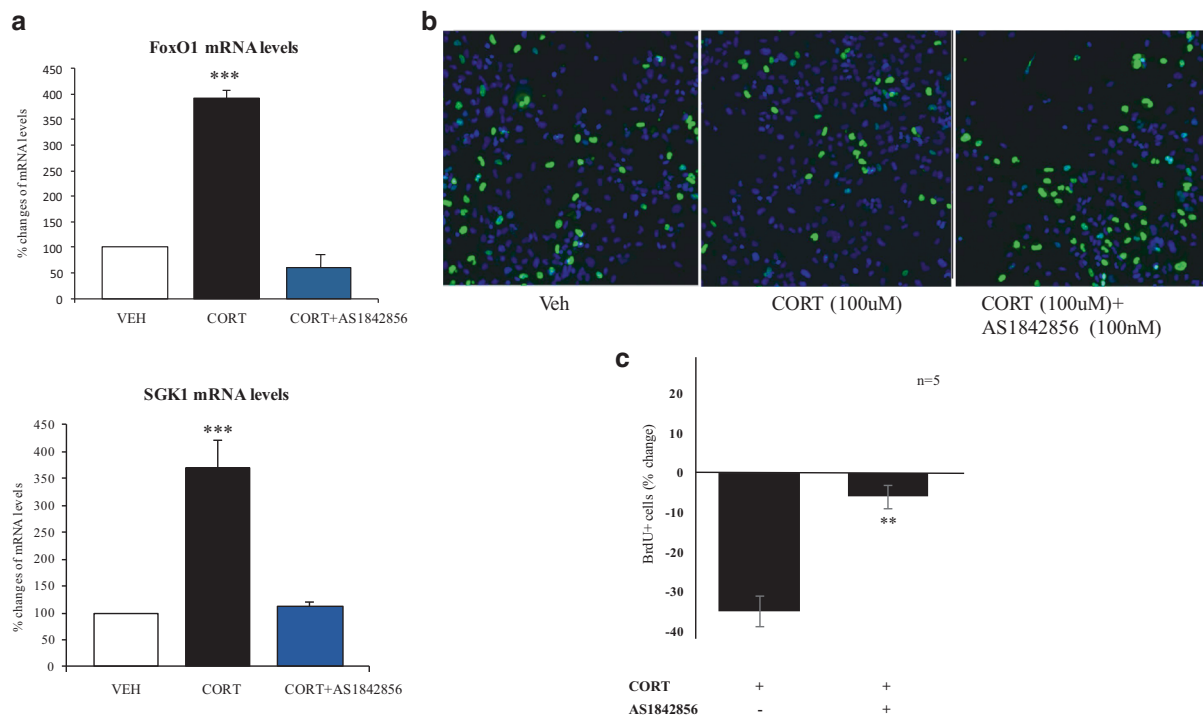 a
FoxO1 mRNA levels
% changes of mRNA levels
450
400
350
300
250
200
150
100
50
0
***
VEH CORT CORT+AS1842856
SGK1 mRNA levels
% changes of mRNA levels
450
400
350
300
250
200
150
100
50
0
***
VEH CORT CORT+AS1842856
b
Veh
CORT (100uM)
CORT (100uM)+
AS1842856 (100nM)
c
n=5
BrdU+ cells (% change)
20
10
0
-10
-20
-30
-40
**
CORT + +
AS1842856 - +